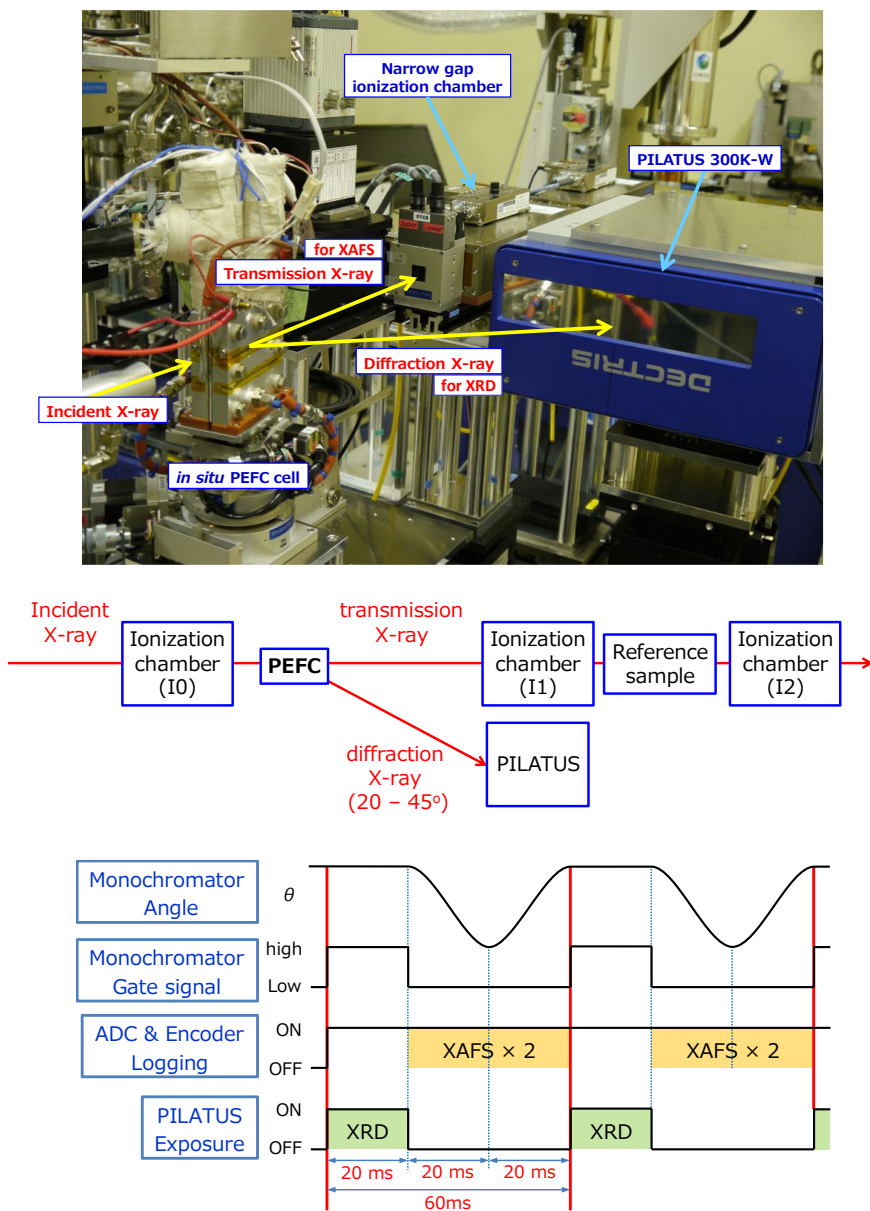 Narrow gap
ionization chamber
PILATUS 300K-W
for XAFS
Transmission X-ray
Upper Lower
Diffraction X-ray
for XRD
DECTRIS
Incident X-ray
in situ PEFC cell
Incident
X-ray
transmission
X-ray
Ionization
chamber
(I0)
PEFC
Ionization
chamber
(I1)
Reference
sample
Ionization
chamber
(I2)
diffraction
X-ray
(20 – 45°)
PILATUS
Monochromator
Angle
θ
Monochromator
Gate signal
high
Low
ADC & Encoder
Logging
ON
OFF
XAFS × 2
XAFS × 2
PILATUS
Exposure
ON
OFF
XRD
XRD
20 ms
20 ms
20 ms
60ms